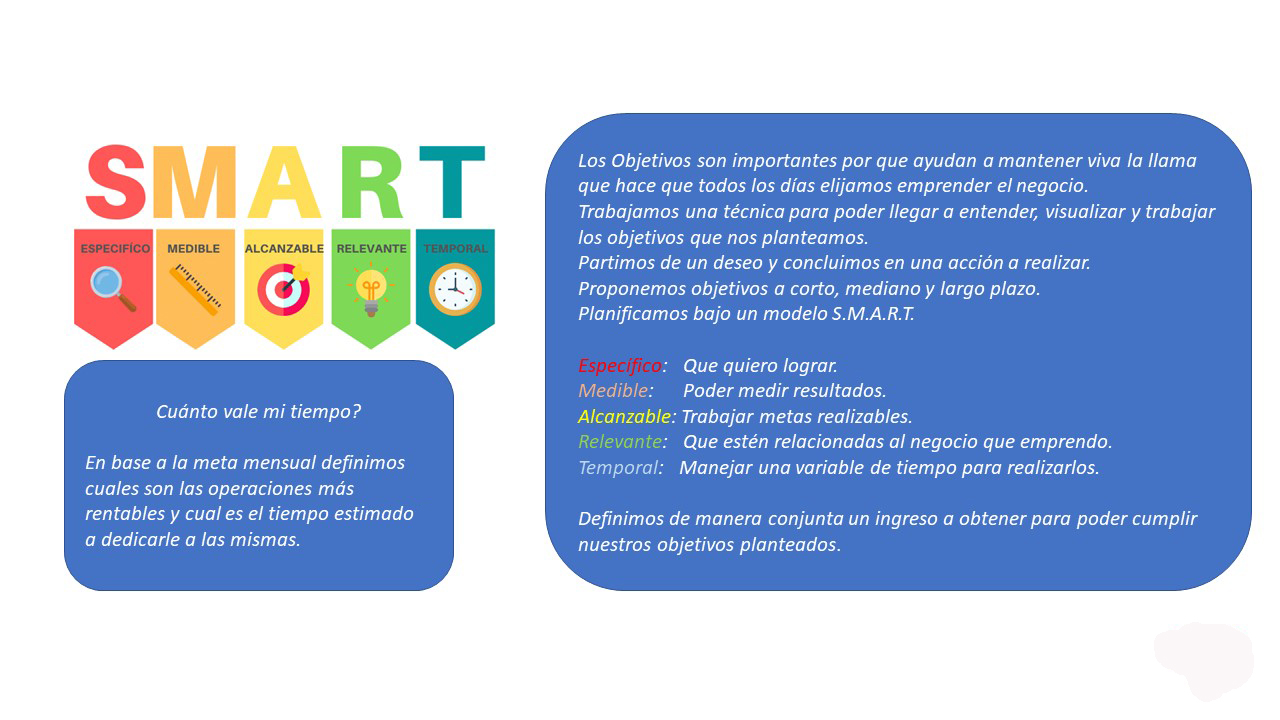 SMART
ESPECIFÍCO MEDIBLE ALCANZABLE RELEVANTE TEMPORAL
Cuánto vale mi tiempo?
En base a la meta mensual definimos
cuales son las operaciones más
rentables y cual es el tiempo estimado
a dedicarle a las mismas.
Los Objetivos son importantes por que ayudan a mantener viva la llama
que hace que todos los días elijamos emprender el negocio.
Trabajamos una técnica para poder llegar a entender, visualizar y trabajar
los objetivos que nos planteamos.
Partimos de un deseo y concluimos en una acción a realizar.
Proponemos objetivos a corto, mediano y largo plazo.
Planificamos bajo un modelo S.M.A.R.T.
Específico: Que quiero lograr.
Medible: Poder medir resultados.
Alcanzable: Trabajar metas realizables.
Relevante: Que estén relacionadas al negocio que emprendo.
Temporal: Manejar una variable de tiempo para realizarlos.
Definimos de manera conjunta un ingreso a obtener para poder cumplir
nuestros objetivos planteados.